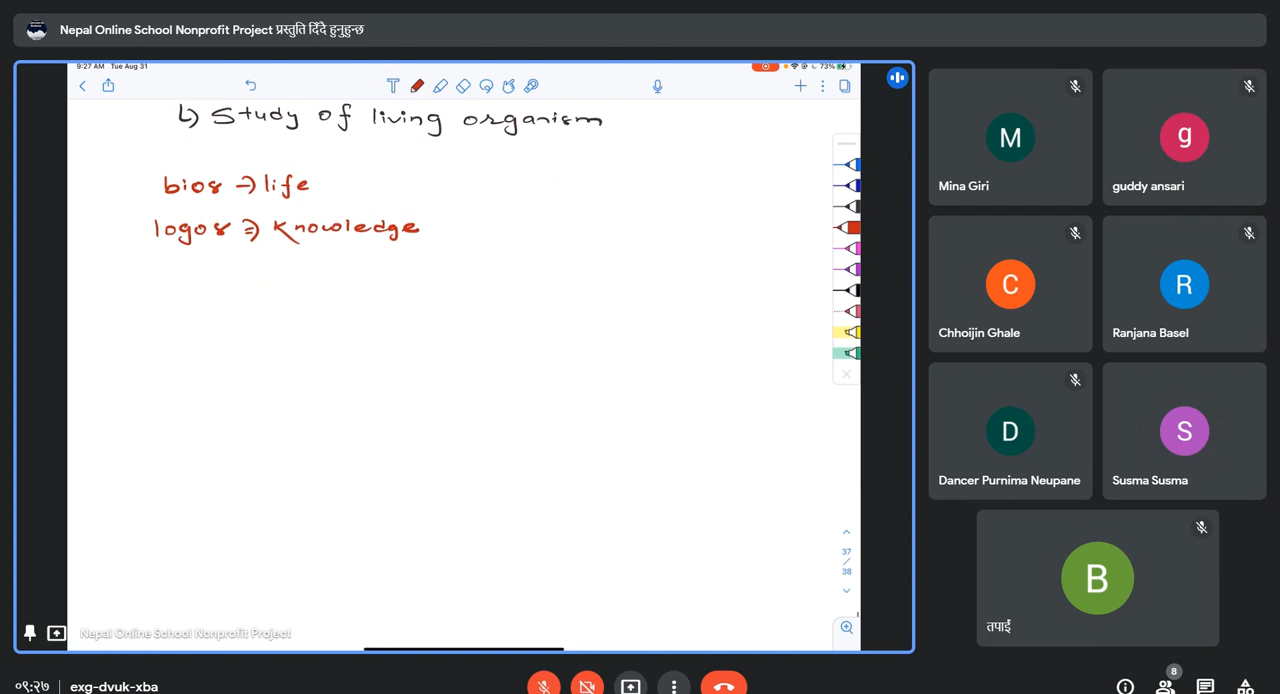 Nepal Online School Nonprofit Project प्रस्तुति दिँदै हुनुहुन्छ
9:27 AM Tue Aug 31
73%
T
↳ Study of living organism
bios → life
logos ⇒ Knowledge
37
/
38
Nepal Online School Nonprofit Project
M
Mina Giri
g
guddy ansari
C
Chhoijin Ghale
R
Ranjana Basel
D
Dancer Purnima Neupane
S
Susma Susma
B
तपाईं
०९:२७ | exg-dvuk-xba
8